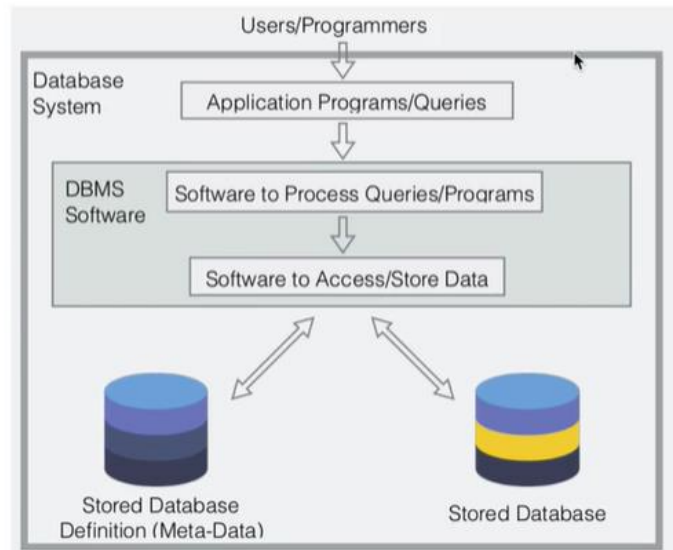 Users/Programmers
Database
System
Application Programs/Queries
DBMS
Software
Software to Process Queries/Programs
Software to Access/Store Data
Stored Database
Definition (Meta-Data)
Stored Database